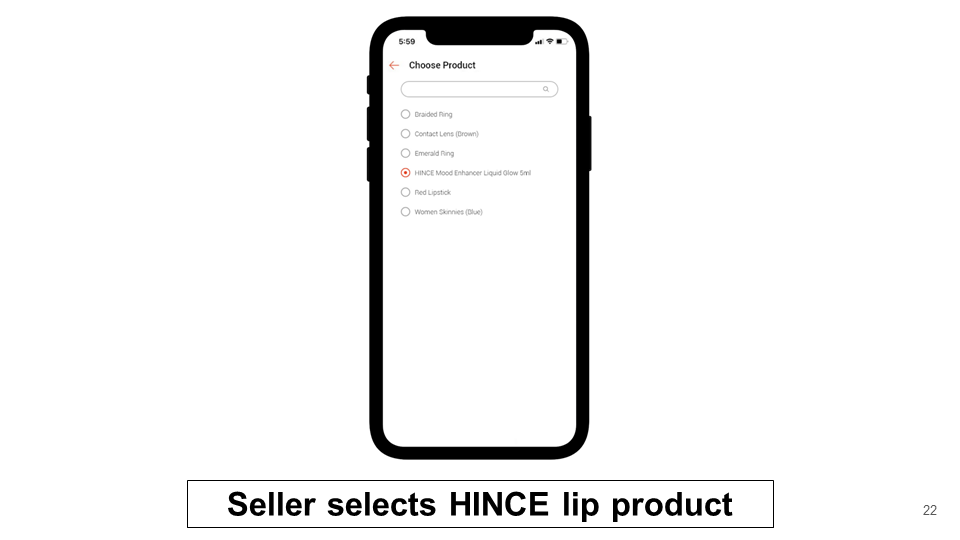 5:59
Choose Product
Braided Ring
Contact Lens (Brown)
Emerald Ring
HINCE Mood Enhancer Liquid Glow 5ml
Red Lipstick
Women Skinnies (Blue)
Seller selects HINCE lip product
22